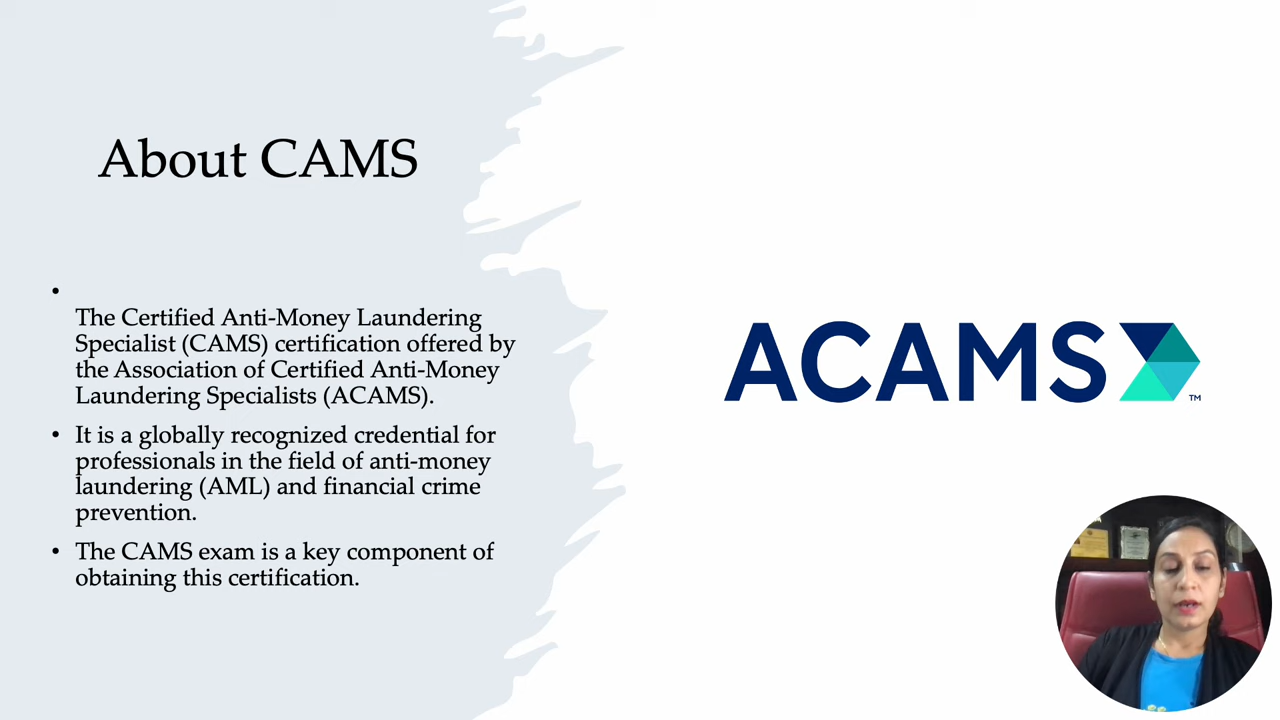 About CAMS
•
The Certified Anti-Money Laundering
Specialist (CAMS) certification offered by
the Association of Certified Anti-Money
Laundering Specialists (ACAMS).
• It is a globally recognized credential for
professionals in the field of anti-money
laundering (AML) and financial crime
prevention.
• The CAMS exam is a key component of
obtaining this certification.
ACAMS
TM